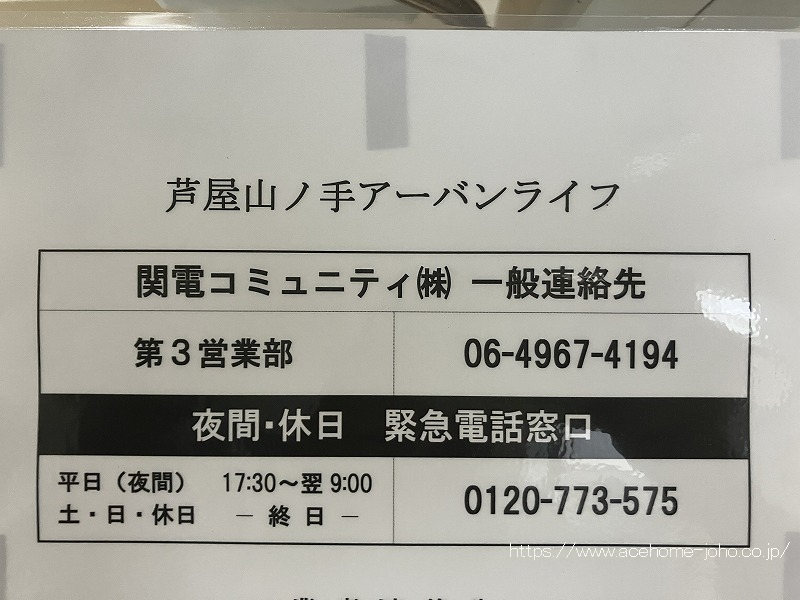 芦屋山ノ手アーバンライフ
関電コミュニティ㈱ 一般連絡先
第３営業部 06-4967-4194
夜間・休日 緊急電話窓口
平日（夜間） 17:30～翌 9:00
土・日・休日 － 終 日 －
0120-773-575
https://www.acehome-joho.co.jp/